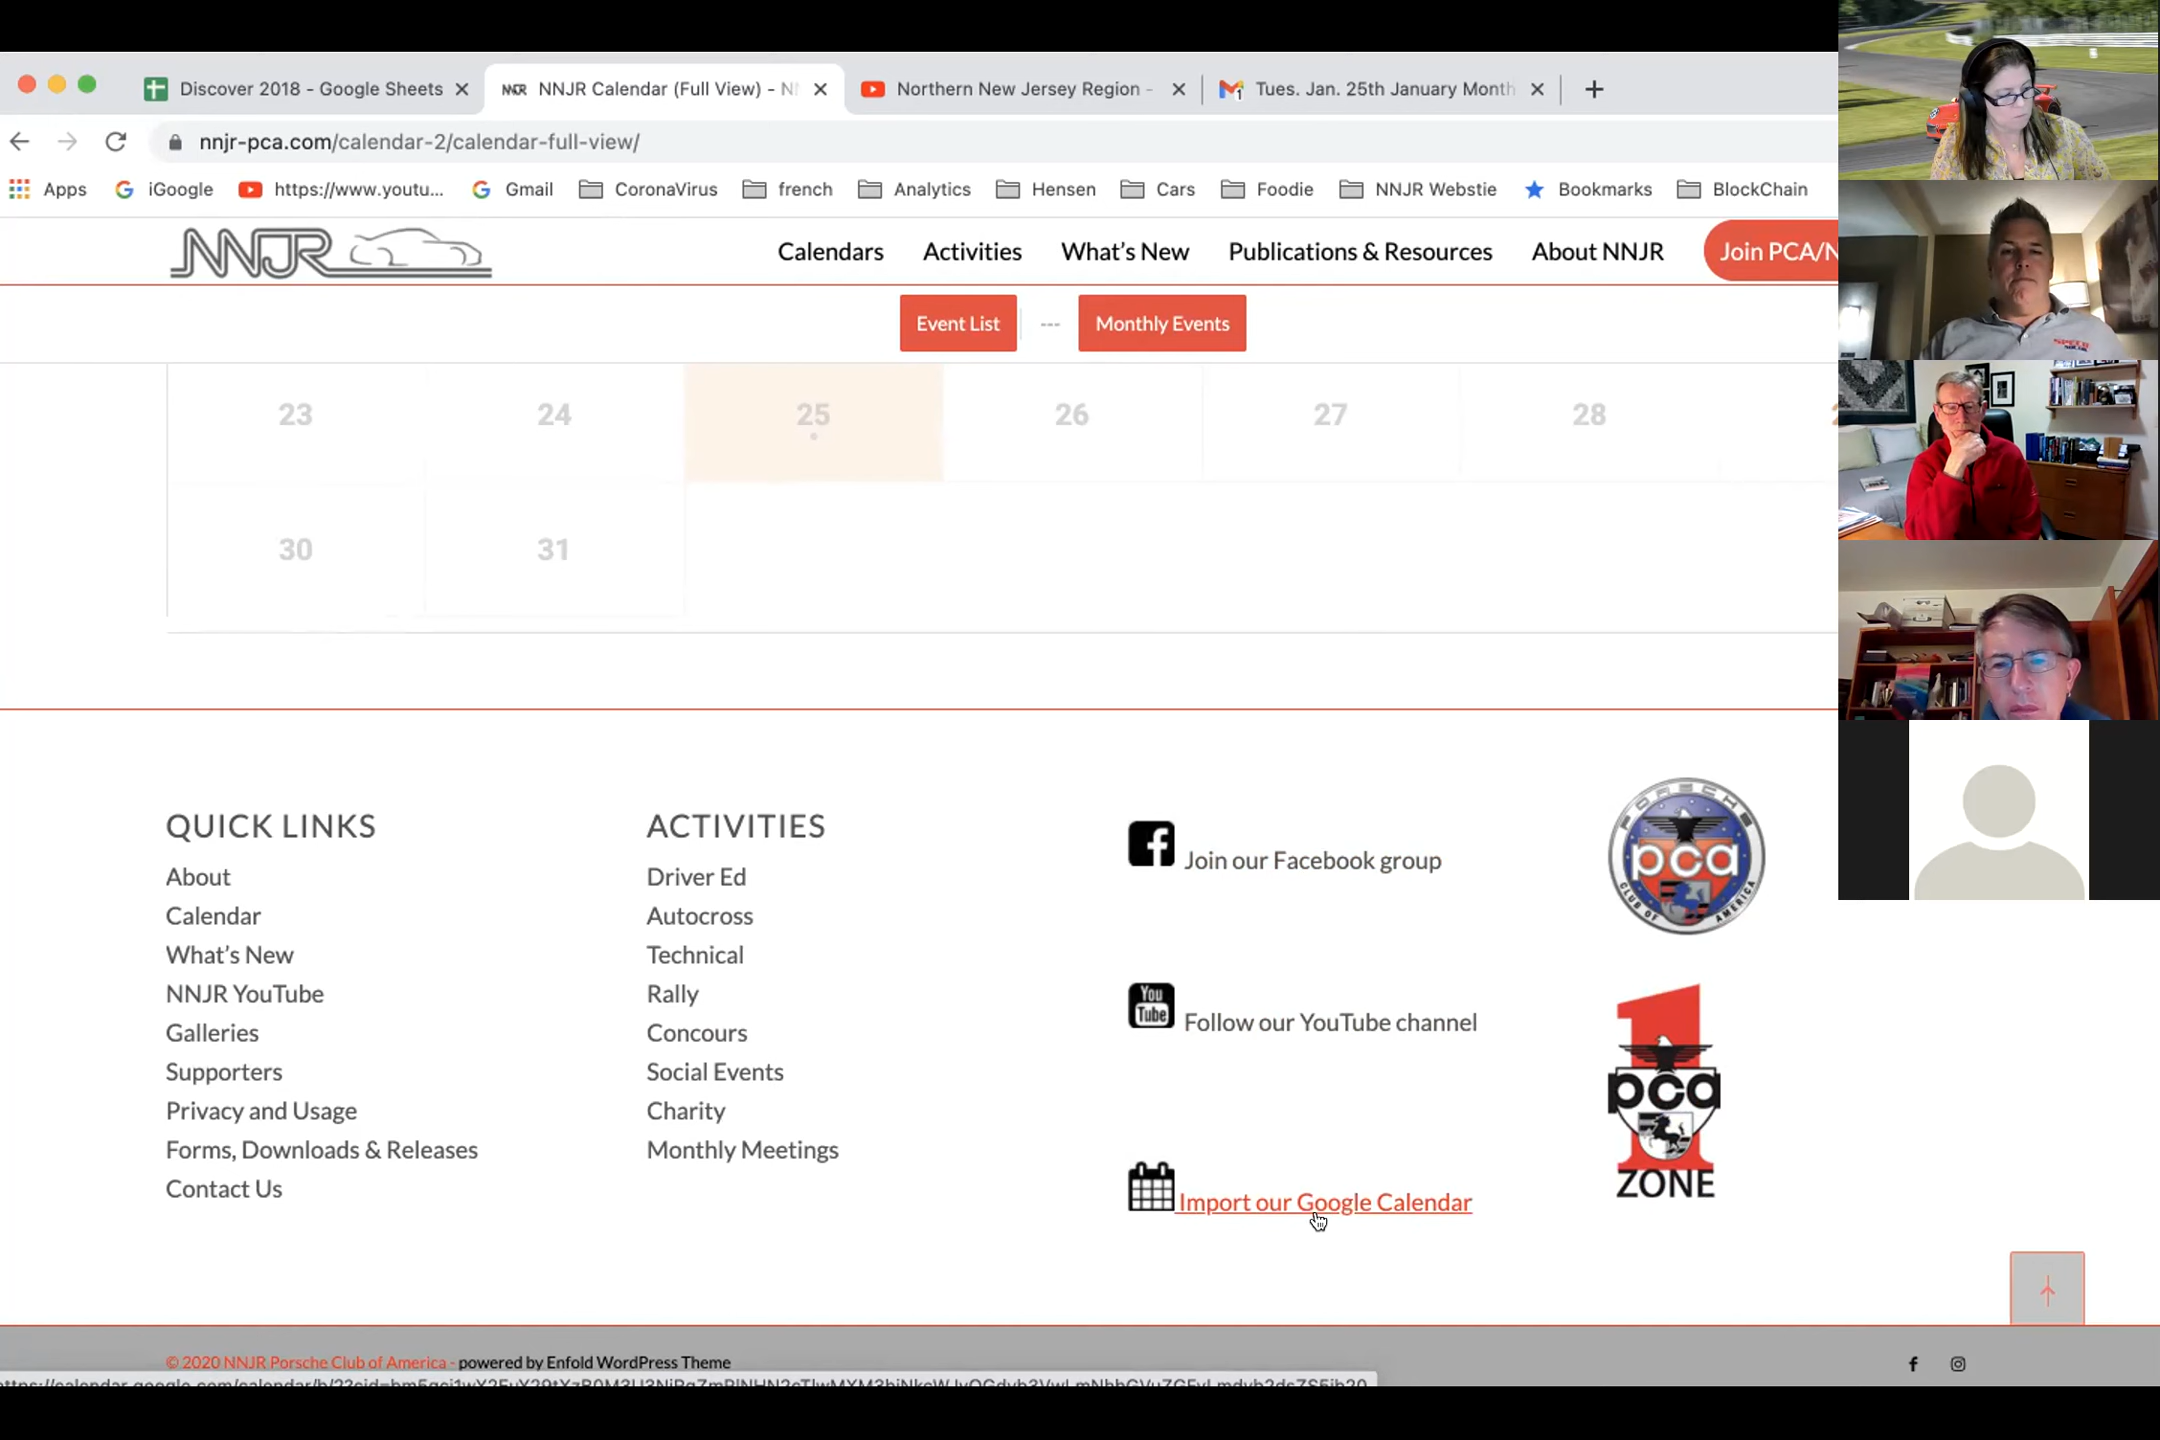 Discover 2018 - Google Sheets
NNJR Calendar (Full View) - N
Northern New Jersey Region -
Tues. Jan. 25th January Month
nnjr-pca.com/calendar-2/calendar-full-view/
Apps
iGoogle
https://www.youtu...
Gmail
CoronaVirus
french
Analytics
Hensen
Cars
Foodie
NNJR Webstie
Bookmarks
BlockChain
NNJR
Calendars
Activities
What's New
Publications & Resources
About NNJR
Join PCA/N
Event List
---
Monthly Events
23
24
25
26
27
28
30
31
QUICK LINKS
About
Calendar
What's New
NNJR YouTube
Galleries
Supporters
Privacy and Usage
Forms, Downloads & Releases
Contact Us
ACTIVITIES
Driver Ed
Autocross
Technical
Rally
Concours
Social Events
Charity
Monthly Meetings
Join our Facebook group
You
Tube
Follow our YouTube channel
Import our Google Calendar
PORSCHE
pca
CLUB OF AMERICA
1
pca
ZONE
© 2020 NNJR Porsche Club of America - powered by Enfold WordPress Theme